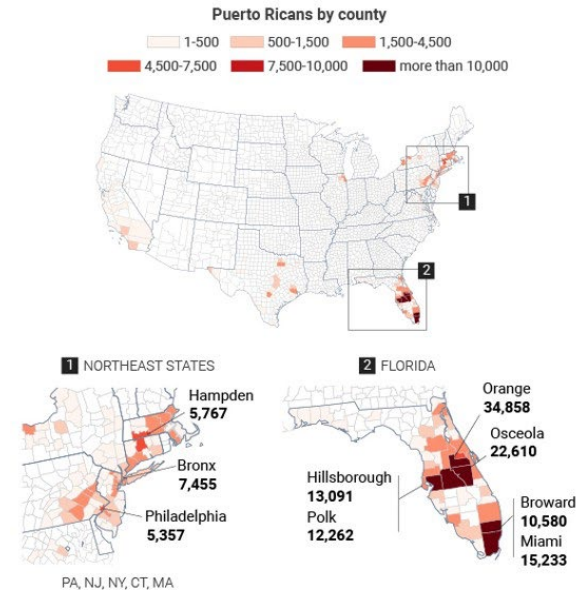 Puerto Ricans by county
1-500 500-1,500 1,500-4,500
4,500-7,500 7,500-10,000 more than 10,000
1
2
1 NORTHEAST STATES
Hampden
5,767
Bronx
7,455
Philadelphia
5,357
PA, NJ, NY, CT, MA
2 FLORIDA
Orange
34,858
Osceola
22,610
Hillsborough
13,091
Polk
12,262
Broward
10,580
Miami
15,233